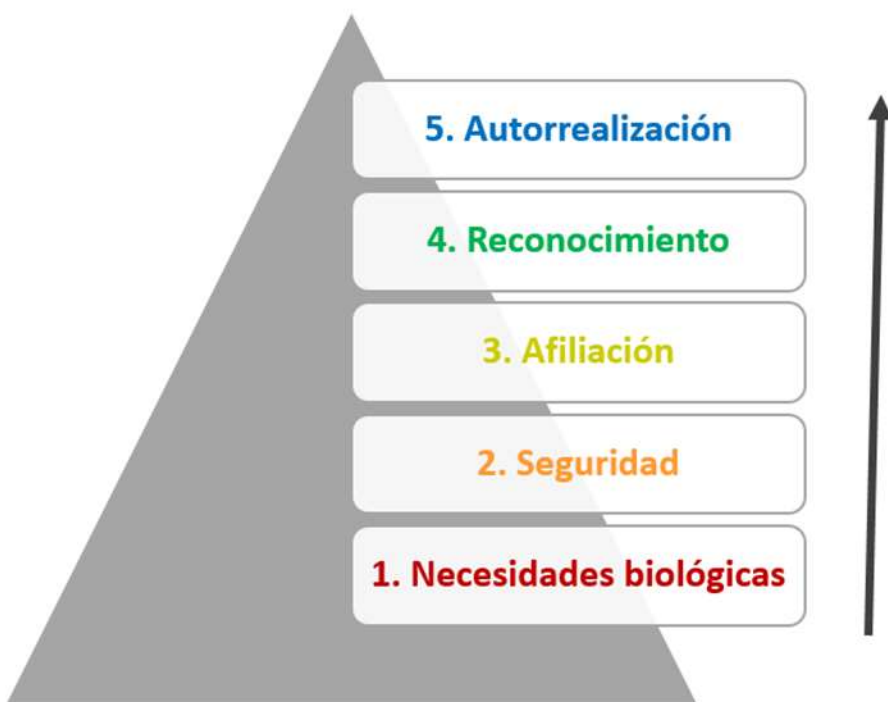 5. Autorrealización
4. Reconocimiento
3. Afiliación
2. Seguridad
1. Necesidades biológicas